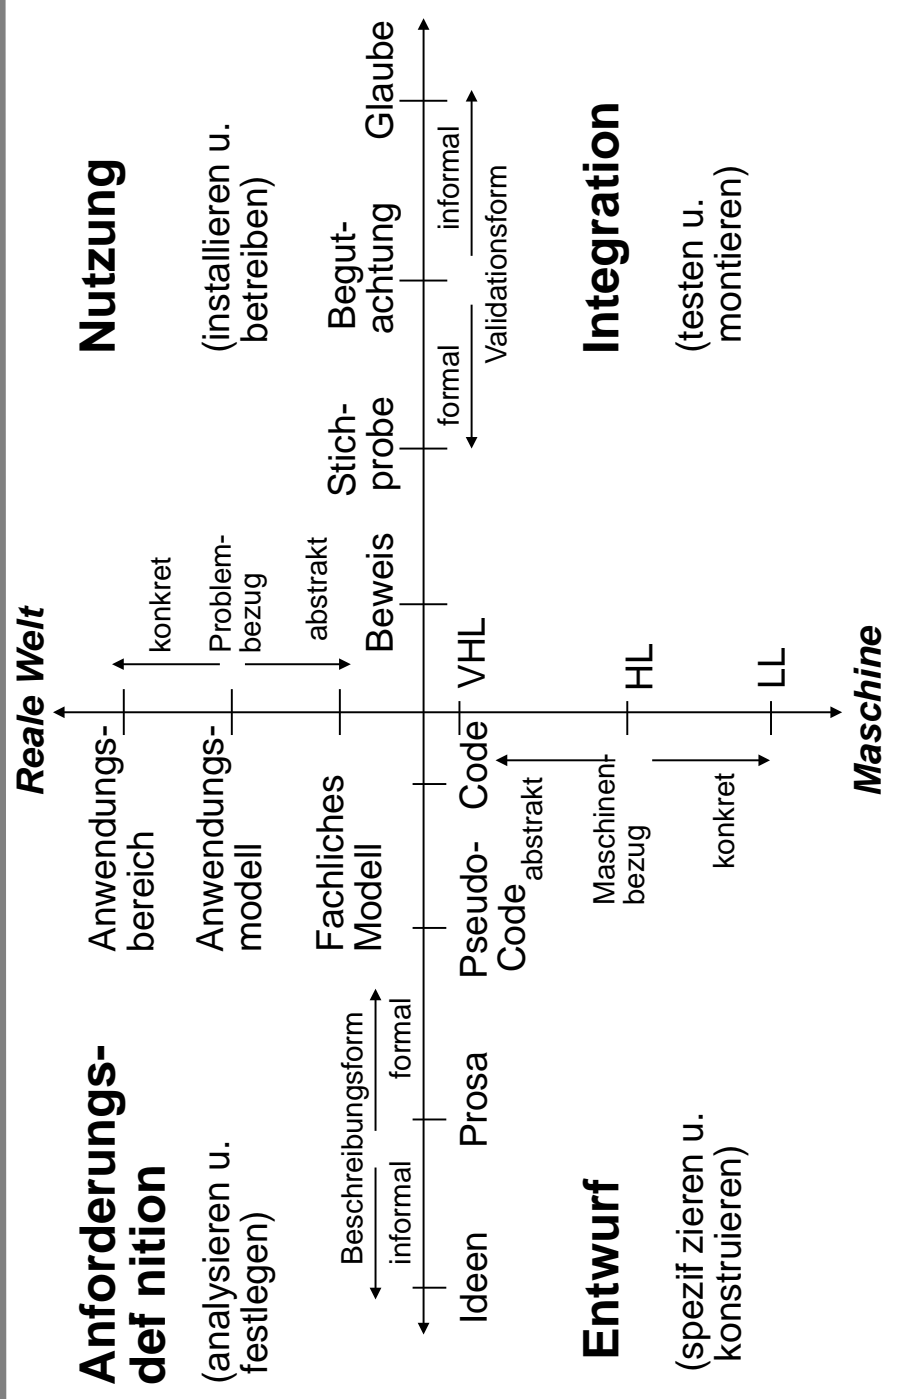 Reale Welt
Anforderungs-
def nition
(analysieren u.
festlegen)
Anwendungs-
bereich
Anwendungs-
modell
Fachliches
Modell
konkret
Problem-
bezug
abstrakt
Nutzung
(installieren u.
betreiben)
Beschreibungsform
informal
formal
Beweis
Stich-
probe
Begut-
achtung
Glaube
Ideen
Prosa
Pseudo-
Code
Code
VHL
HL
LL
formal
informal
Validationsform
abstrakt
Maschinen-
bezug
konkret
Entwurf
(spezif zieren u.
konstruieren)
Integration
(testen u.
montieren)
Maschine